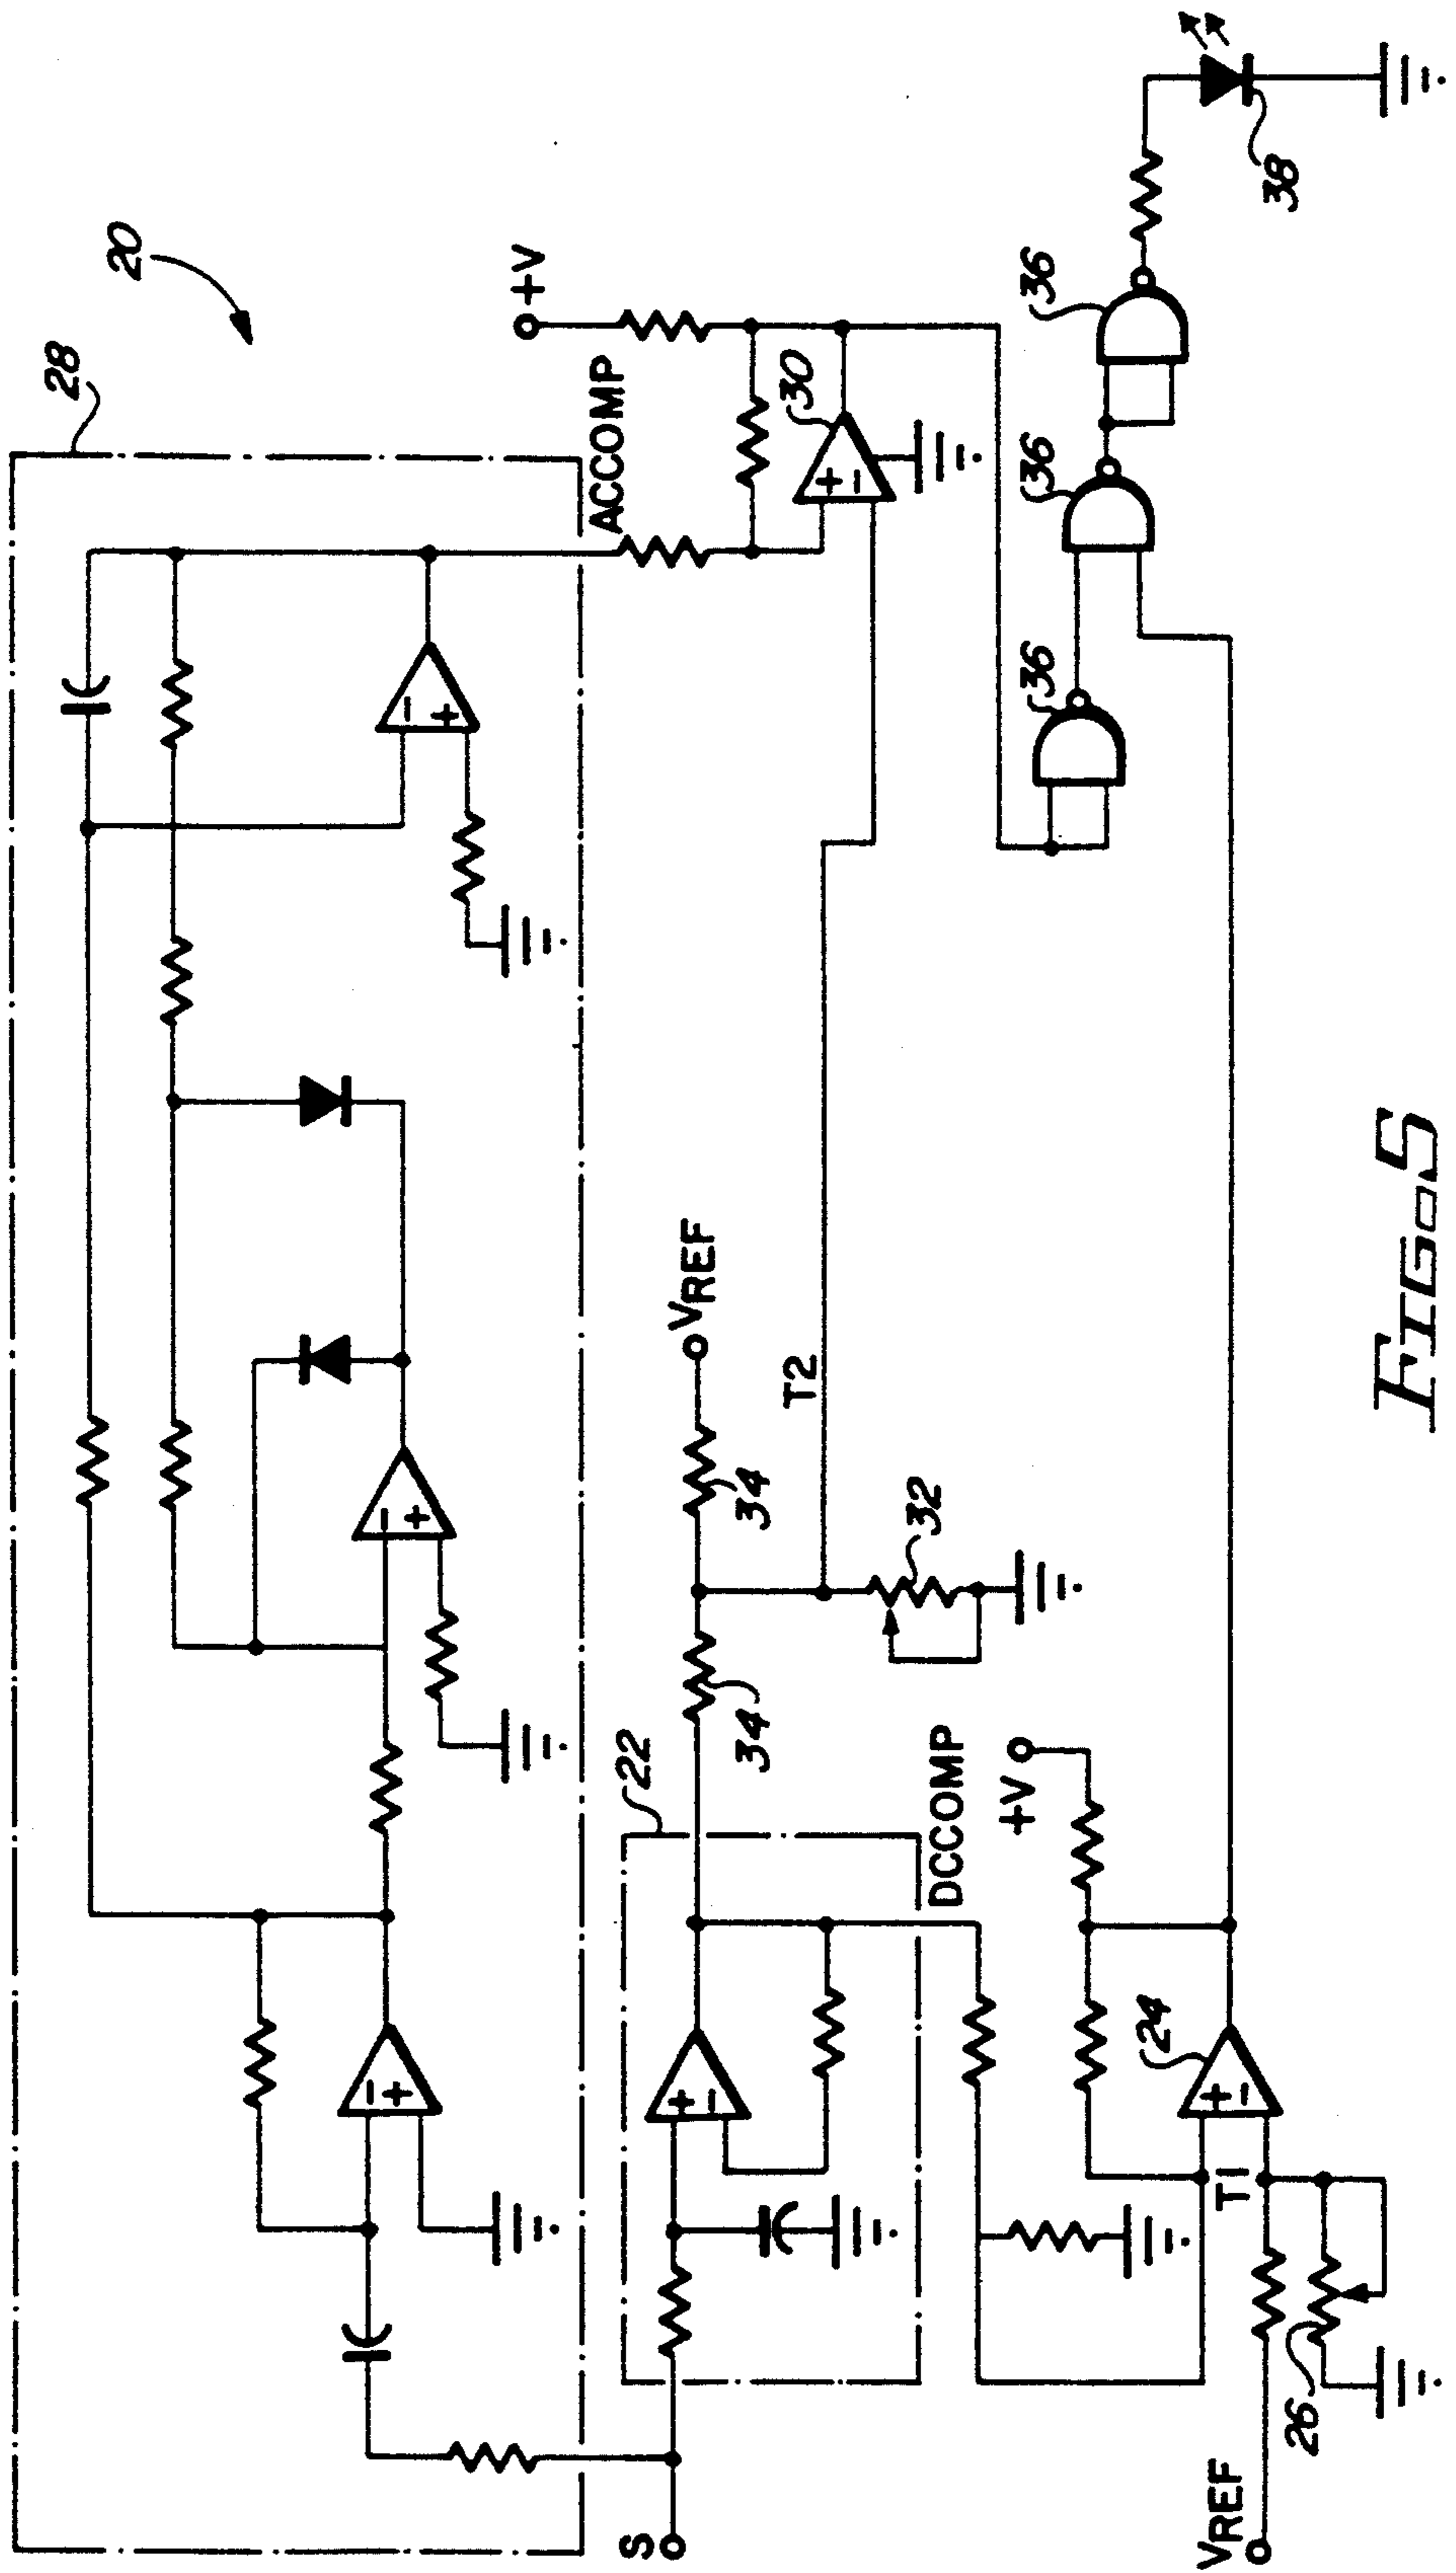 20
28
ACCOMP
+V
30
36
36
36
38
VREF
T2
34
34
32
22
DCCOMP
+V
24
T1
26
S
VREF
FIG. 5